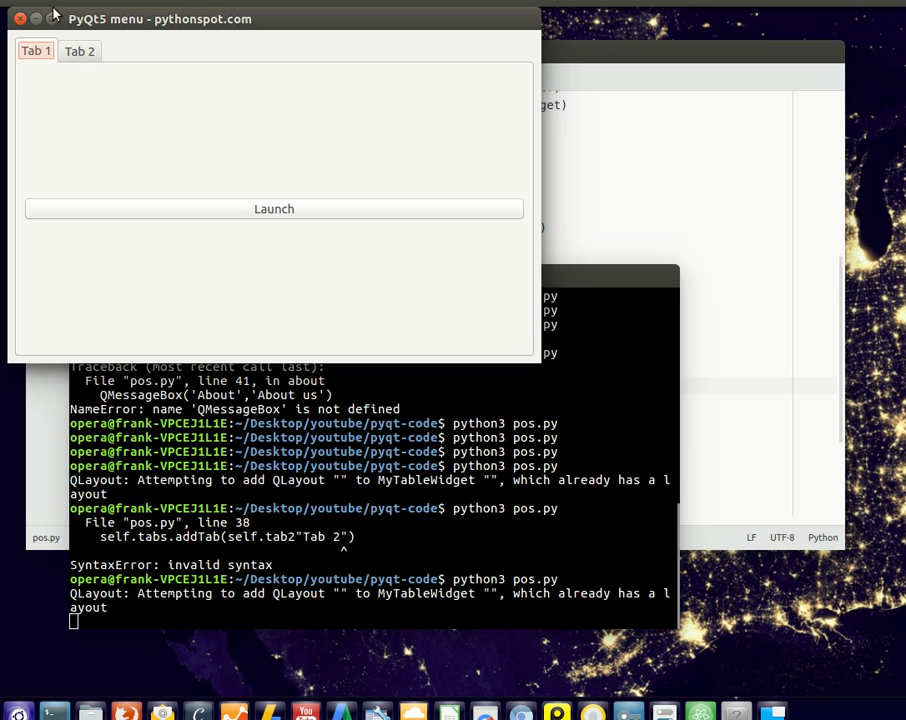 PyQt5 menu - pythonspot.com
Tab 1
Tab 2
get)
Launch
)
.py
.py
.py
.py
Traceback (most recent call last):
File "pos.py", line 41, in about
QMessageBox('About','About us')
NameError: name 'QMessageBox' is not defined
opera@frank-VPCEJ1L1E:~/Desktop/youtube/pyqt-code$ python3 pos.py
opera@frank-VPCEJ1L1E:~/Desktop/youtube/pyqt-code$ python3 pos.py
opera@frank-VPCEJ1L1E:~/Desktop/youtube/pyqt-code$ python3 pos.py
opera@frank-VPCEJ1L1E:~/Desktop/youtube/pyqt-code$ python3 pos.py
QLayout: Attempting to add QLayout "" to MyTableWidget "", which already has a l
ayout
opera@frank-VPCEJ1L1E:~/Desktop/youtube/pyqt-code$ python3 pos.py
File "pos.py", line 38
self.tabs.addTab(self.tab2"Tab 2")
^
SyntaxError: invalid syntax
opera@frank-VPCEJ1L1E:~/Desktop/youtube/pyqt-code$ python3 pos.py
QLayout: Attempting to add QLayout "" to MyTableWidget "", which already has a l
ayout
pos.py
LF UTF-8 Python
You